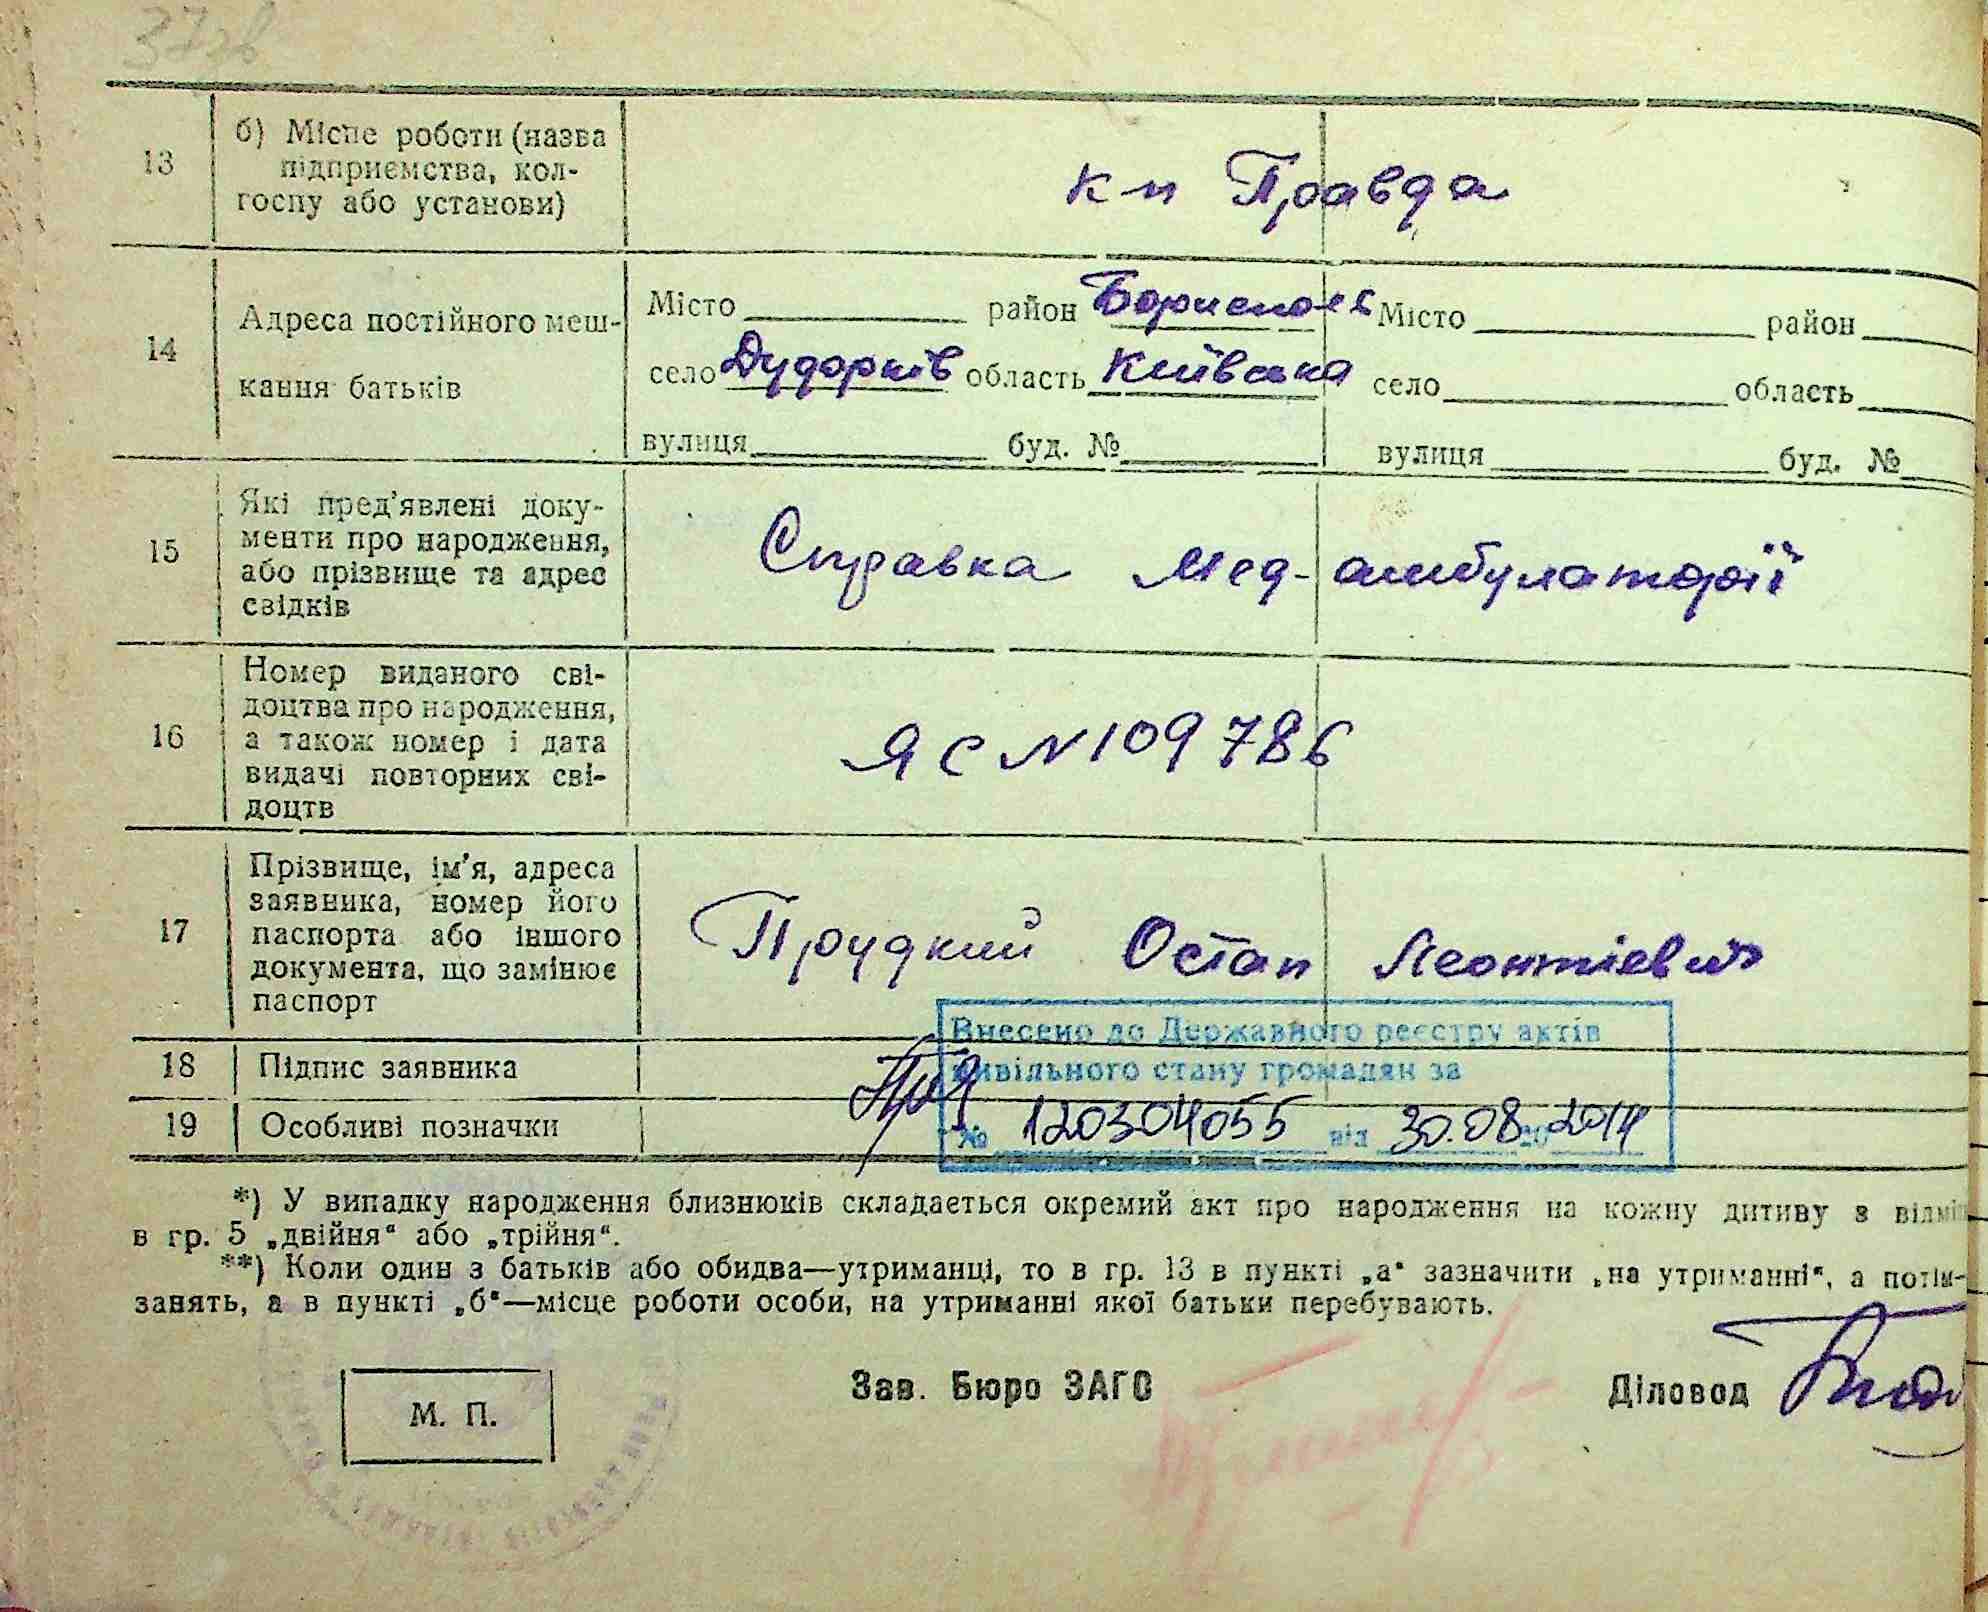 37зв
13 б) Місце роботи (назва
підприємства, кол-
госпу або установи)
к-п Правда
14 Адреса постійного меш-
кання батьків
Місто район Бориспольс Місто район
село Дударків область Київська село область
вулиця буд. № вулиця буд. №
15 Які пред'явлені доку-
менти про народження,
або прізвище та адрес
свідків
Справка мед-амбулаторії
16 Номер виданого сві-
доцтва про народження,
а також номер і дата
видачі повторних сві-
доцтв
ЯС N 109786
17 Прізвище, ім'я, адреса
заявника, номер його
паспорта або іншого
документа, що замінює
паспорт
Прудкий Остап Леонтієвич
Внесено до Державного реєстру актів
18 Підпис заявника
цивільного стану громадян за
19 Особливі позначки
№ 120304055 від 30.08.20 2014
*) У випадку народження близнюків складається окремий акт про народження на кожну дитину з відмі
в гр. 5 „двійня“ або „трійня“.
**) Коли один з батьків або обидва—утриманці, то в гр. 13 в пункті „а“ зазначити „на утриманні“, а потім-
занять, а в пункті „б“—місце роботи особи, на утриманні якої батьки перебувають.
М. П.
Зав. Бюро ЗАГС
Діловод